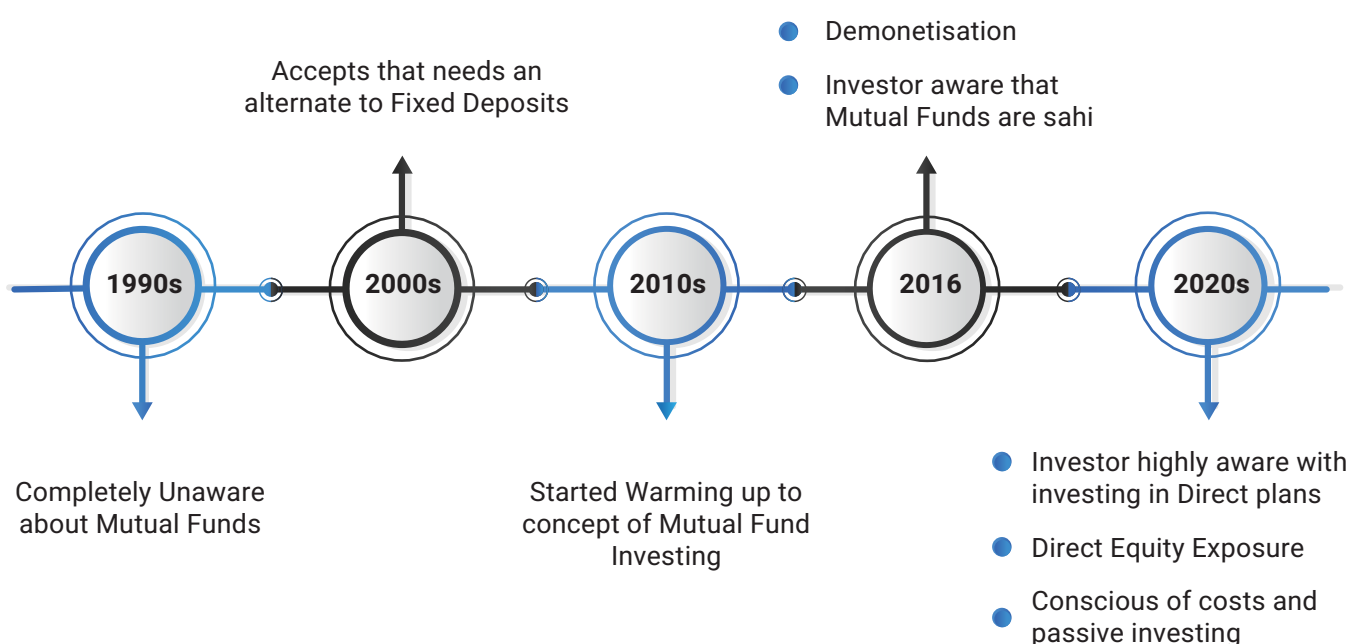 Demonetisation
Investor aware that
Mutual Funds are sahi
Accepts that needs an
alternate to Fixed Deposits
1990s
2000s
2010s
2016
2020s
Completely Unaware
about Mutual Funds
Started Warming up to
concept of Mutual Fund
Investing
Investor highly aware with
investing in Direct plans
Direct Equity Exposure
Conscious of costs and
passive investing